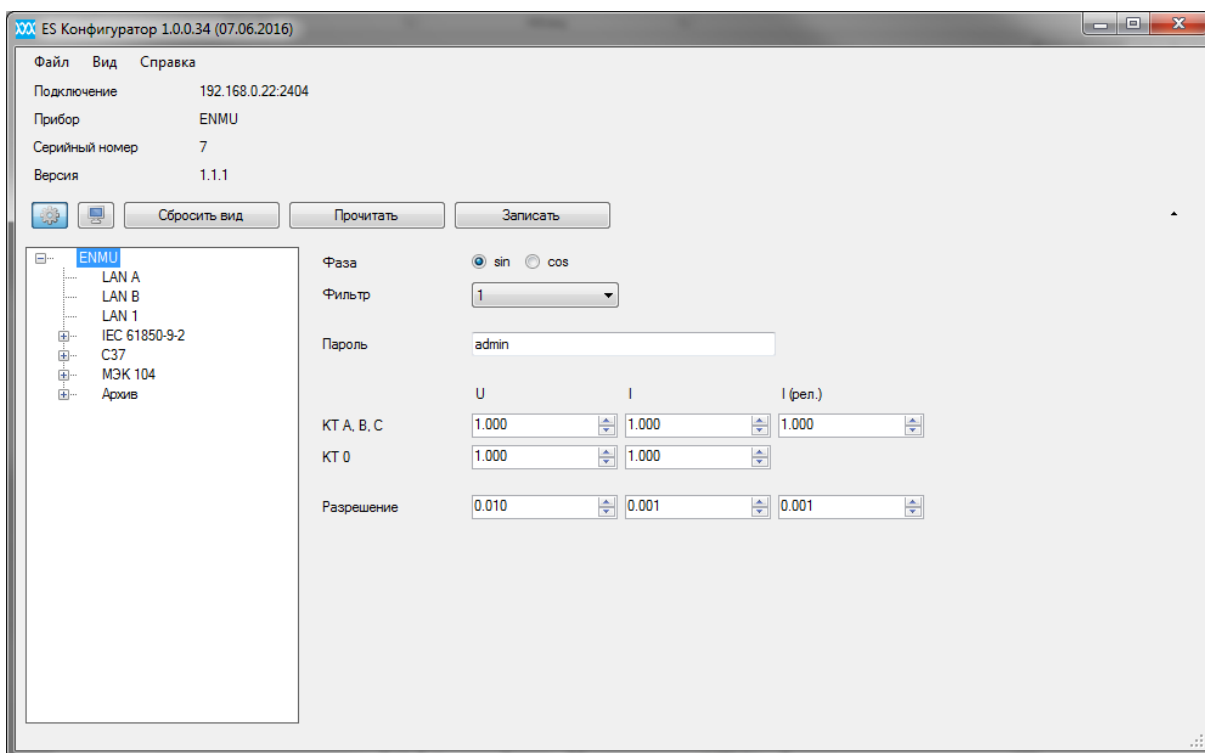 ES Конфигуратор 1.0.0.34 (07.06.2016)
Файл Вид Справка
Подключение 192.168.0.22:2404
Прибор ENMU
Серийный номер 7
Версия 1.1.1
Сбросить вид Прочитать Записать
ENMU
LAN A
LAN B
LAN 1
IEC 61850-9-2
C37
МЭК 104
Архив
Фаза sin cos
Фильтр 1
Пароль admin
U I I (рел.)
КТ A, B, C 1.000 1.000 1.000
КТ 0 1.000 1.000
Разрешение 0.010 0.001 0.001